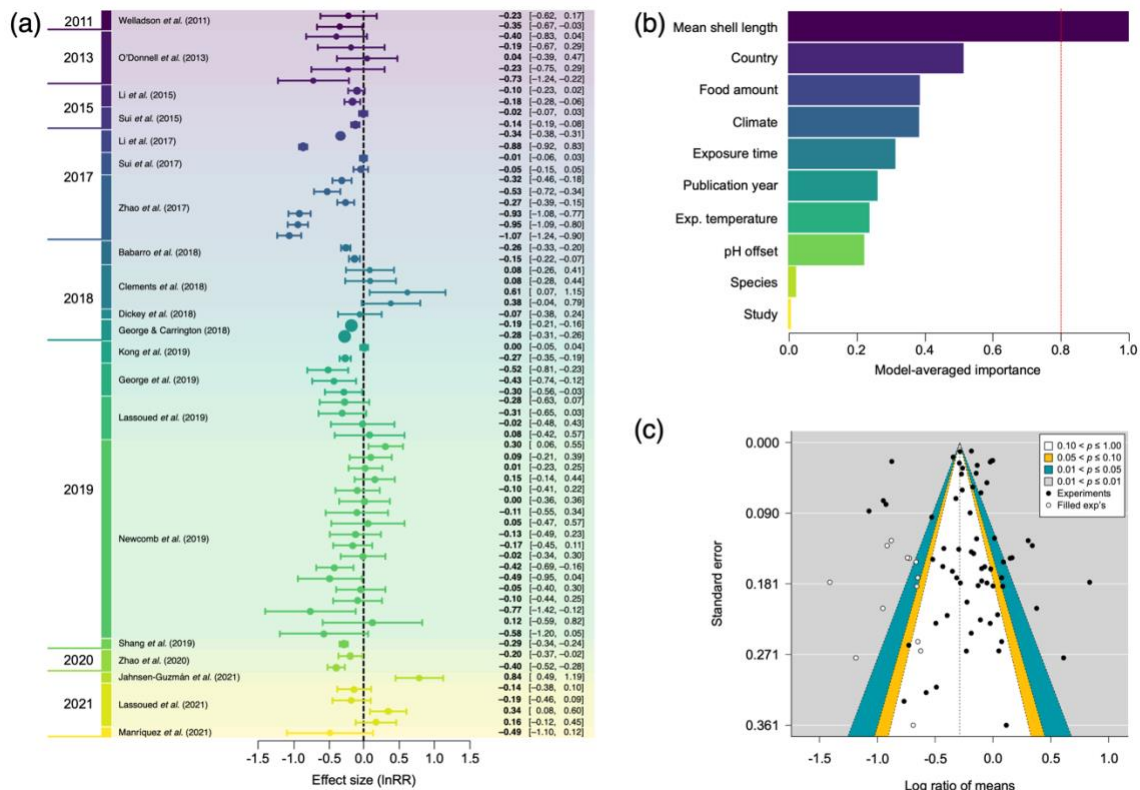 (a)
2011
Welladson et al. (2011)
−0.23 [−0.62, 0.17]
−0.35 [−0.67, −0.03]
2013
O'Donnell et al. (2013)
−0.40 [−0.83, 0.04]
−0.19 [−0.67, 0.29]
0.04 [−0.39, 0.47]
−0.23 [−0.75, 0.29]
−0.73 [−1.24, −0.22]
2015
Li et al. (2015)
−0.10 [−0.23, 0.02]
−0.18 [−0.28, −0.06]
Sui et al. (2015)
−0.02 [−0.07, 0.03]
−0.14 [−0.19, −0.08]
2017
Li et al. (2017)
−0.34 [−0.38, −0.31]
−0.88 [−0.92, 0.83]
Sui et al. (2017)
−0.01 [−0.06, 0.03]
−0.05 [−0.15, 0.05]
Zhao et al. (2017)
−0.32 [−0.46, −0.18]
−0.53 [−0.72, −0.34]
−0.27 [−0.39, −0.15]
−0.93 [−1.08, −0.77]
−0.95 [−1.09, −0.80]
−1.07 [−1.24, −0.90]
2018
Babarro et al. (2018)
−0.26 [−0.33, −0.20]
−0.15 [−0.22, −0.07]
Clements et al. (2018)
0.08 [−0.26, 0.41]
0.08 [−0.28, 0.44]
0.61 [ 0.07, 1.15]
0.38 [−0.04, 0.79]
Dickey et al. (2018)
−0.07 [−0.38, 0.24]
George & Carrington (2018)
−0.19 [−0.21, −0.16]
−0.28 [−0.31, −0.26]
2019
Kong et al. (2019)
0.00 [−0.05, 0.04]
−0.27 [−0.35, −0.19]
George et al. (2019)
−0.52 [−0.81, −0.23]
−0.43 [−0.74, −0.12]
−0.30 [−0.56, −0.03]
Lassoued et al. (2019)
−0.28 [−0.63, 0.07]
−0.31 [−0.65, 0.03]
−0.02 [−0.48, 0.43]
0.08 [−0.42, 0.57]
Newcomb et al. (2019)
0.30 [ 0.06, 0.55]
0.09 [−0.21, 0.39]
0.01 [−0.23, 0.25]
0.15 [−0.14, 0.44]
−0.10 [−0.41, 0.22]
0.00 [−0.36, 0.36]
−0.11 [−0.55, 0.34]
0.05 [−0.47, 0.57]
−0.13 [−0.49, 0.23]
−0.17 [−0.45, 0.11]
−0.02 [−0.34, 0.30]
−0.42 [−0.69, −0.16]
−0.49 [−0.95, 0.04]
−0.05 [−0.40, 0.30]
−0.10 [−0.44, 0.25]
−0.77 [−1.42, −0.12]
0.12 [−0.59, 0.82]
−0.58 [−1.20, 0.05]
Shang et al. (2019)
−0.29 [−0.34, −0.24]
2020
Zhao et al. (2020)
−0.20 [−0.37, −0.02]
−0.40 [−0.52, −0.28]
2021
Jahnsen-Guzmán et al. (2021)
0.84 [ 0.49, 1.19]
Lassoued et al. (2021)
−0.14 [−0.38, 0.10]
−0.19 [−0.46, 0.09]
0.34 [ 0.08, 0.60]
0.16 [−0.12, 0.45]
Manríquez et al. (2021)
−0.49 [−1.10, 0.12]
-1.5 -1.0 -0.5 0.0 0.5 1.0 1.5
Effect size (lnRR)
(b)
Mean shell length
Country
Food amount
Climate
Exposure time
Publication year
Exp. temperature
pH offset
Species
Study
0.0 0.2 0.4 0.6 0.8 1.0
Model-averaged importance
(c)
0.10 < p ≤ 1.00
0.05 < p ≤ 0.10
0.01 < p ≤ 0.05
0.01 < p ≤ 0.01
Experiments
Filled exp's
0.000
0.090
0.181
0.271
0.361
Standard error
-1.5 -1.0 -0.5 0.0 0.5 1.0
Log ratio of means